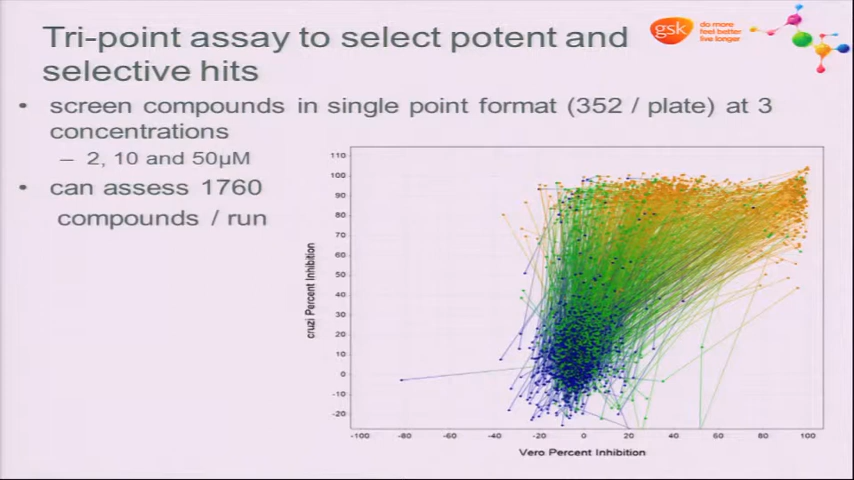 Tri-point assay to select potent and
selective hits
gsk
do more
feel better
live longer
• screen compounds in single point format (352 / plate) at 3
concentrations
– 2, 10 and 50µM
• can assess 1760
compounds / run
cruzi Percent Inhibition
110
100
90
80
70
60
50
40
30
20
10
0
-10
-20
-100 -80 -60 -40 -20 0 20 40 60 80 100
Vero Percent Inhibition